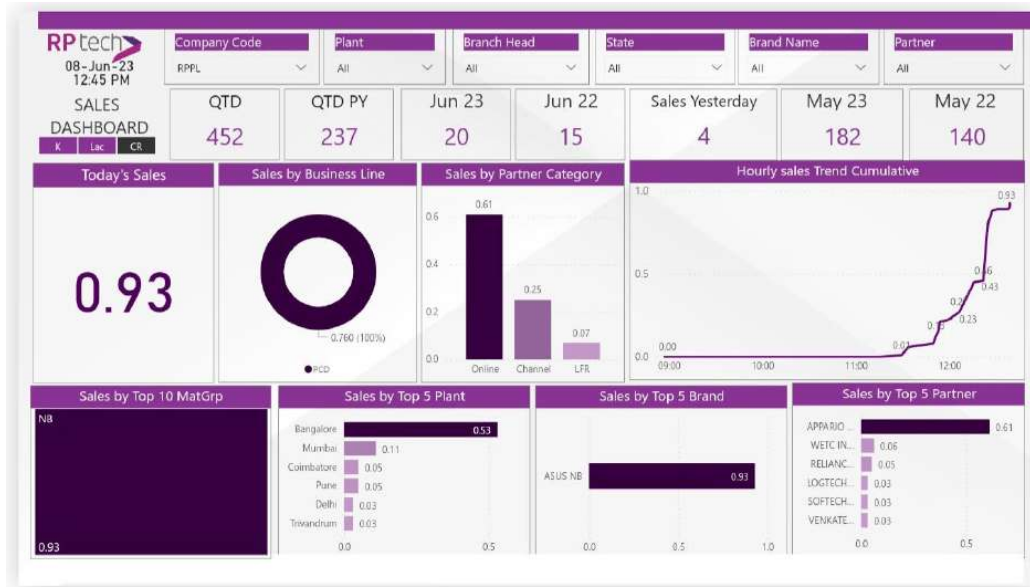 RP tech
08-Jun-23
12:45 PM
SALES
DASHBOARD
K Lac CR
Company Code Plant Branch Head State Brand Name Partner
RPPL All All All All All
QTD QTD PY Jun 23 Jun 22 Sales Yesterday May 23 May 22
452 237 20 15 4 182 140
Today's Sales
0.93
Sales by Business Line
0.760 (100%)
PCD
Sales by Partner Category
0.61
0.6
0.4
0.25
0.2
0.07
0.0
Online Channel LFR
Hourly sales Trend Cumulative
1.0
0.93
0.5
0.43
0.23
0.01
0.00
0.0
09:00 10:00 11:00 12:00
Sales by Top 10 MatGrp
NB
0.93
Sales by Top 5 Plant
Bangalore 0.53
Mumbai 0.11
Coimbatore 0.05
Pune 0.05
Delhi 0.03
Trivandrum 0.03
0.0 0.5
Sales by Top 5 Brand
ASUS NB 0.93
0.0 0.5 1.0
Sales by Top 5 Partner
APPARIO ... 0.61
WETC IN... 0.06
RELIANC... 0.05
LOGTECH... 0.03
SOFTECH... 0.03
VENKATE... 0.03
0.0 0.5